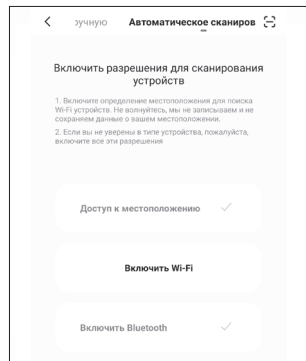 ручную Автоматическое сканиров
Включить разрешения для сканирования
устройств
1. Включите определение местоположения для поиска
Wi-Fi устройств. Не волнуйтесь, мы не записываем и не
сохраняем данные о вашем местоположении.
2. Если вы не уверены в типе устройства, пожалуйста,
включите все эти разрешения
Доступ к местоположению
Включить Wi-Fi
Включить Bluetooth